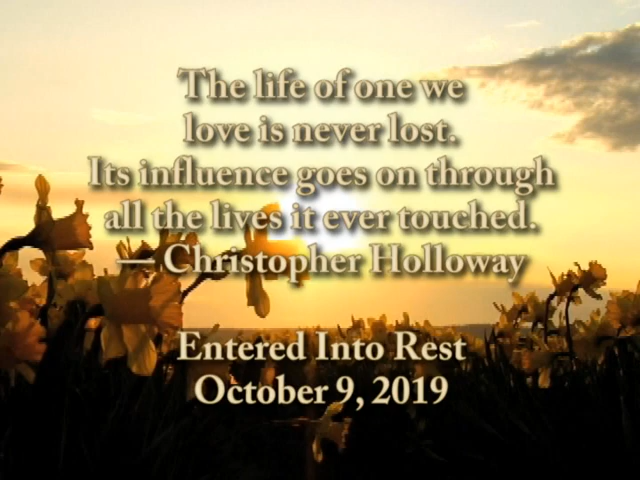 The life of one we
love is never lost.
Its influence goes on through
all the lives it ever touched.
— Christopher Holloway
Entered Into Rest
October 9, 2019